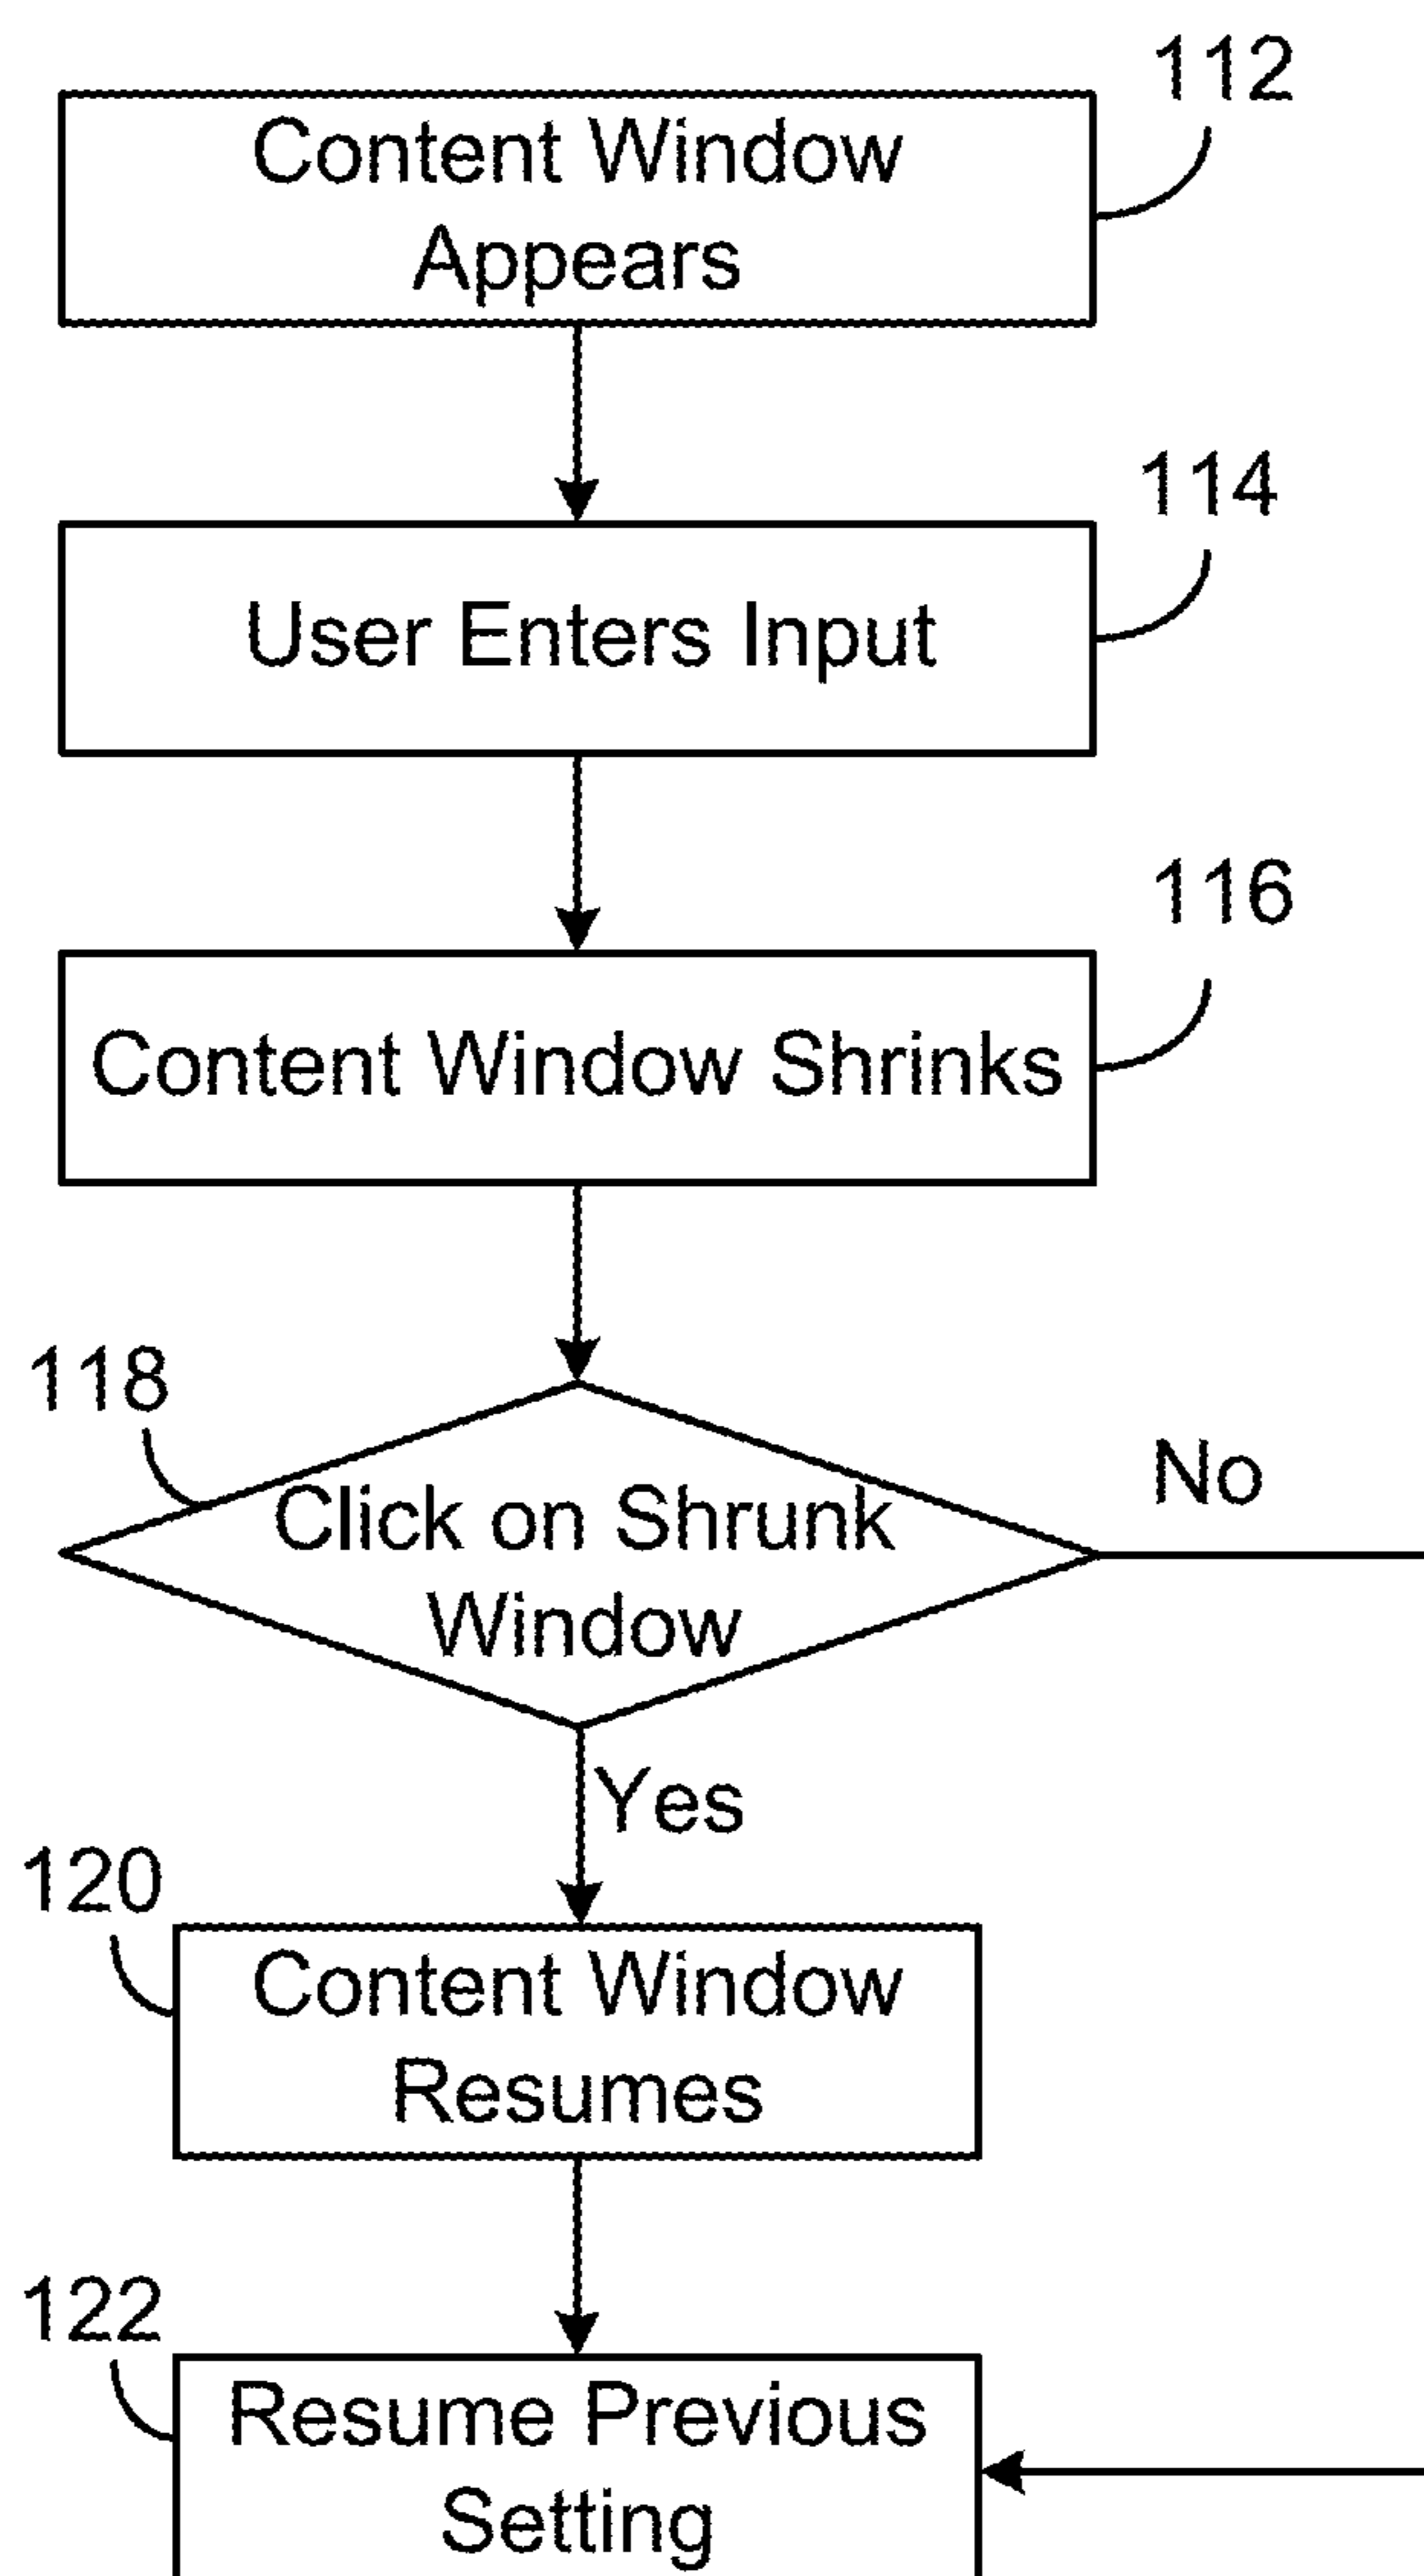 112
Content Window
Appears
114
User Enters Input
116
Content Window Shrinks
118
Click on Shrunk
Window
No
Yes
120
Content Window
Resumes
122
Resume Previous
Setting